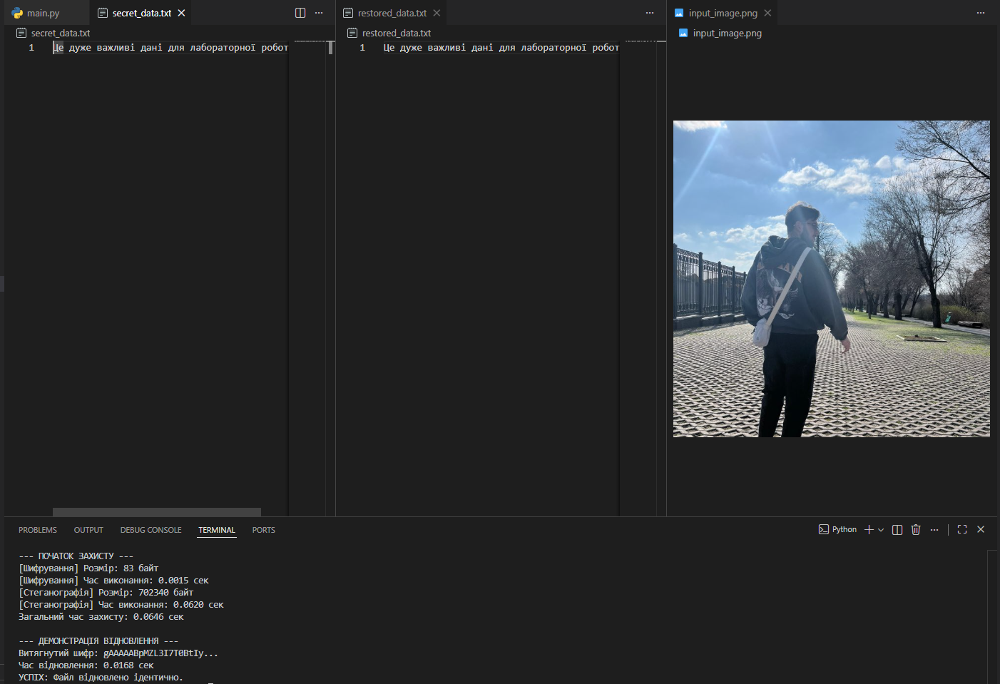 main.py
secret_data.txt
restored_data.txt
input_image.png
secret_data.txt
restored_data.txt
input_image.png
1 Це дуже важливі дані для лабораторної робот
1 Це дуже важливі дані для лабораторної робот
PROBLEMS OUTPUT DEBUG CONSOLE TERMINAL PORTS
Python
--- ПОЧАТОК ЗАХИСТУ ---
[Шифрування] Розмір: 83 байт
[Шифрування] Час виконання: 0.0015 сек
[Стеганографія] Розмір: 702340 байт
[Стеганографія] Час виконання: 0.0620 сек
Загальний час захисту: 0.0646 сек
--- ДЕМОНСТРАЦІЯ ВІДНОВЛЕННЯ ---
Витягнутий шифр: gAAAAABpMZL3I7T0BtIy...
Час відновлення: 0.0168 сек
УСПІХ: Файл відновлено ідентично.